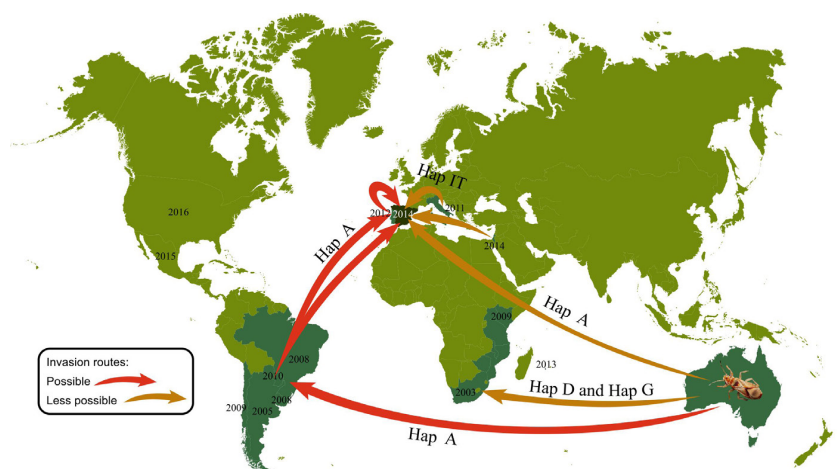 Hap IT
2012
2014
2011
2014
2016
2015
Hap A
Hap A
2009
2008
2013
2010
2003
Hap D and Hap G
2009
2005
2008
Hap A
Invasion routes:
Possible
Less possible